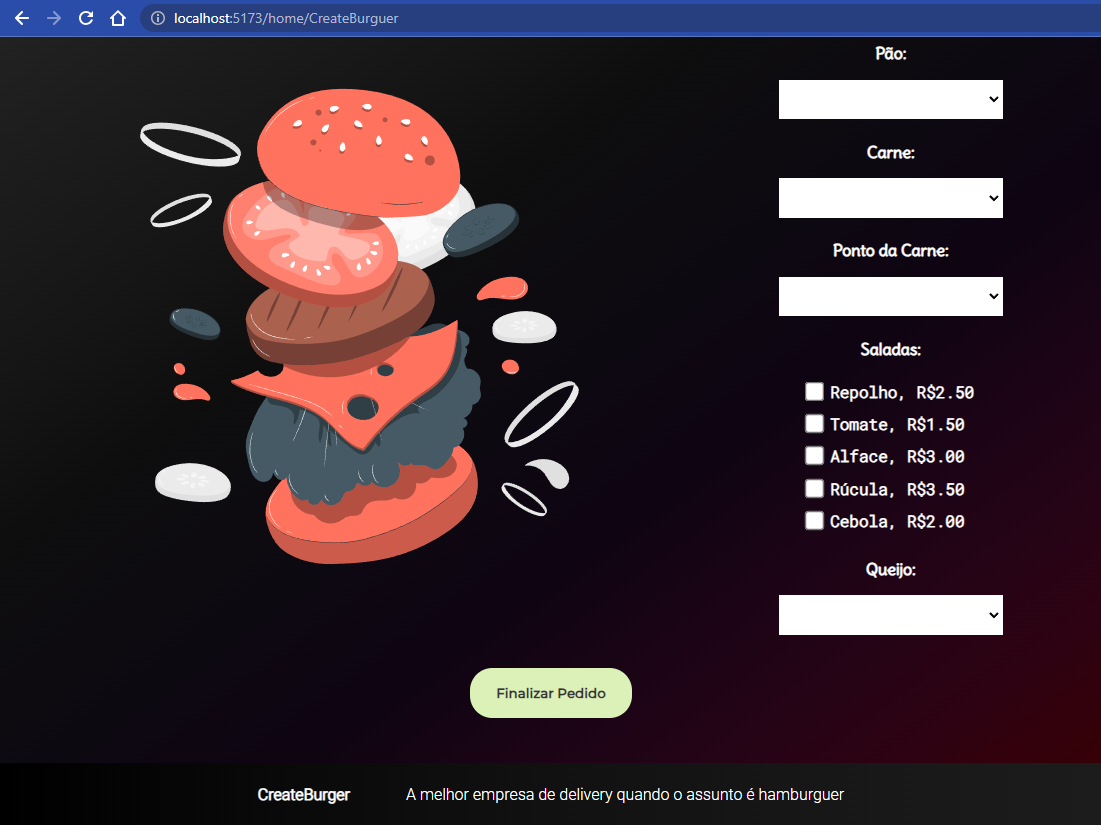 localhost:5173/home/CreateBurguer
Pão:
Carne:
Ponto da Carne:
Saladas:
Repolho, R$2.50
Tomate, R$1.50
Alface, R$3.00
Rúcula, R$3.50
Cebola, R$2.00
Queijo:
Finalizar Pedido
CreateBurger A melhor empresa de delivery quando o assunto é hamburguer